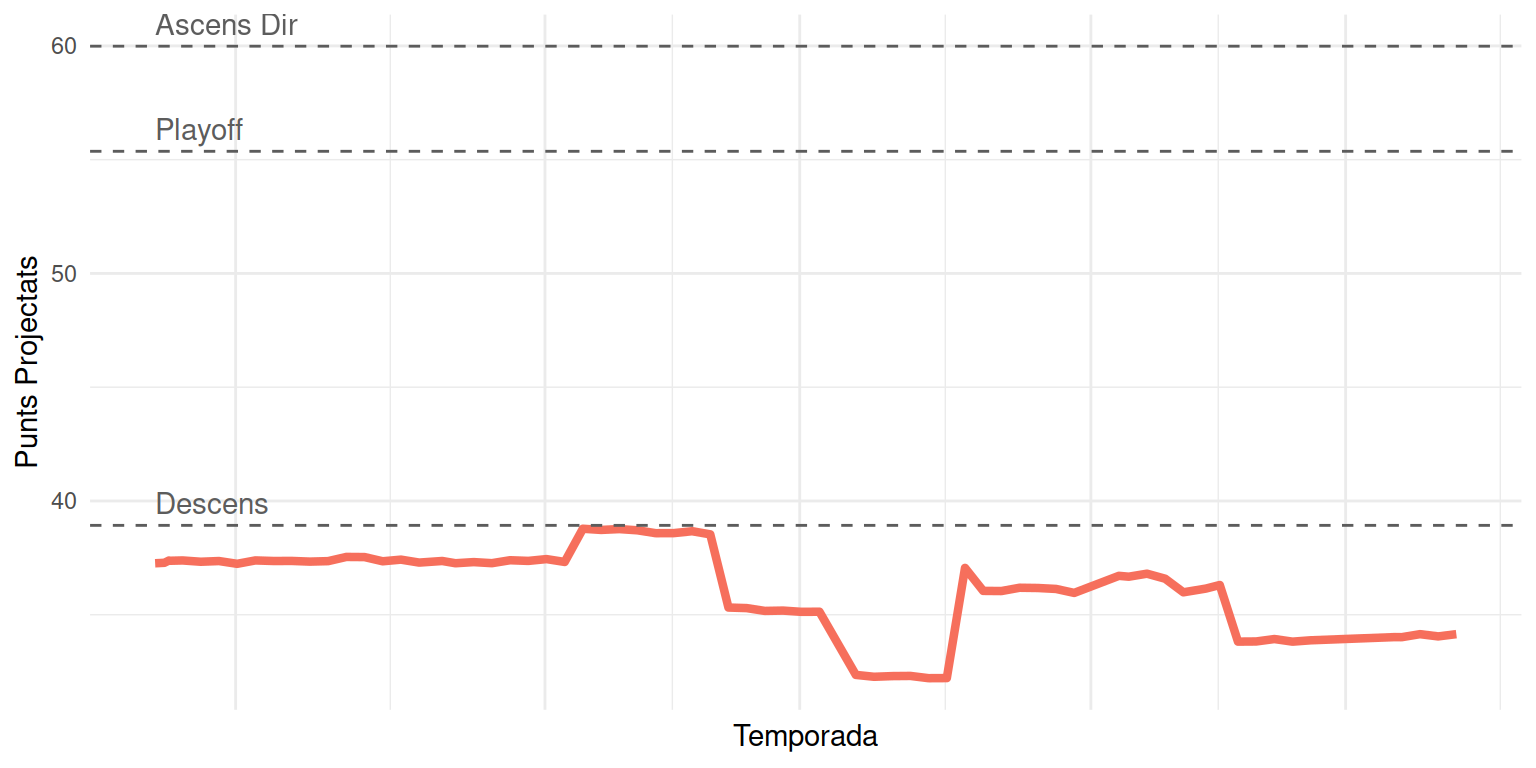 Ascens Dir
60
Playoff
50
Punts Projectats
40
Descens
Temporada